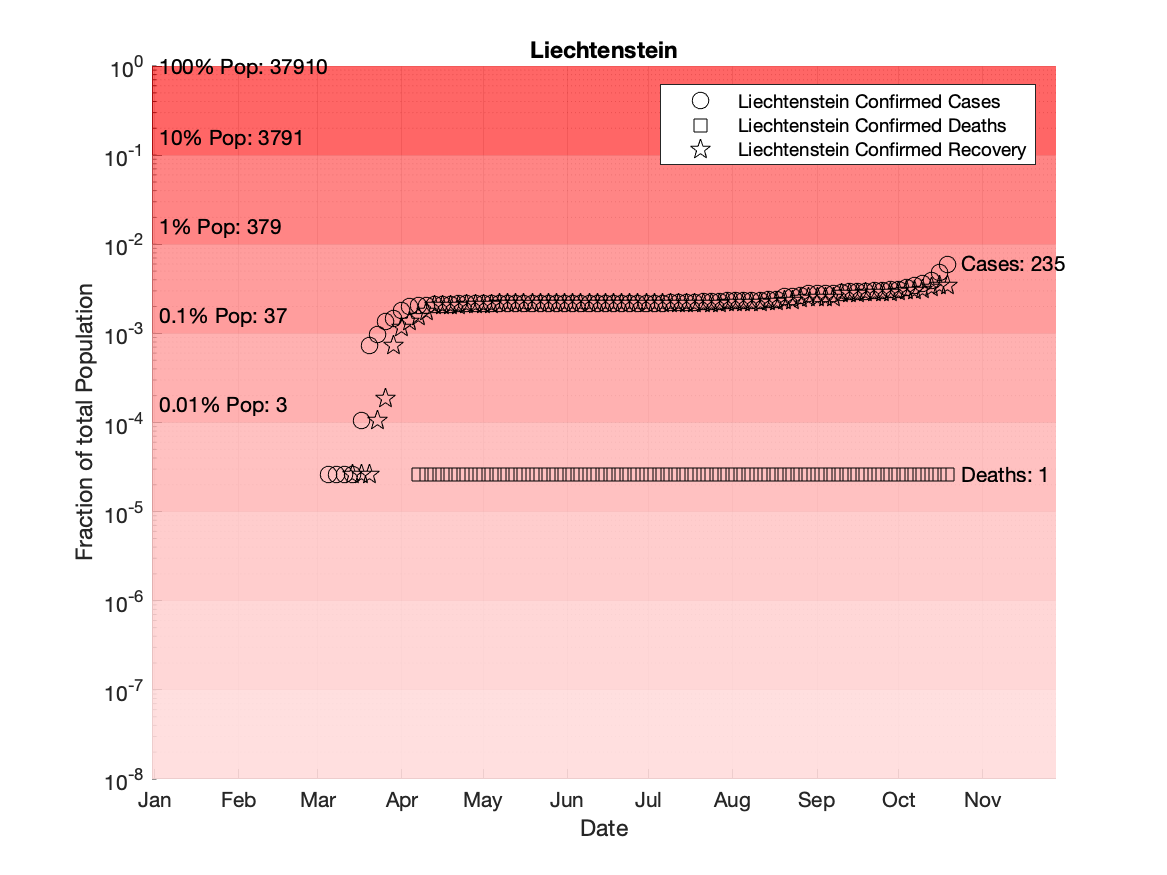 Liechtenstein
10^0
100% Pop: 37910
Liechtenstein Confirmed Cases
Liechtenstein Confirmed Deaths
Liechtenstein Confirmed Recovery
10% Pop: 3791
10^-1
1% Pop: 379
10^-2
Cases: 235
0.1% Pop: 37
10^-3
0.01% Pop: 3
10^-4
Deaths: 1
10^-5
10^-6
10^-7
10^-8
Fraction of total Population
Jan Feb Mar Apr May Jun Jul Aug Sep Oct Nov
Date